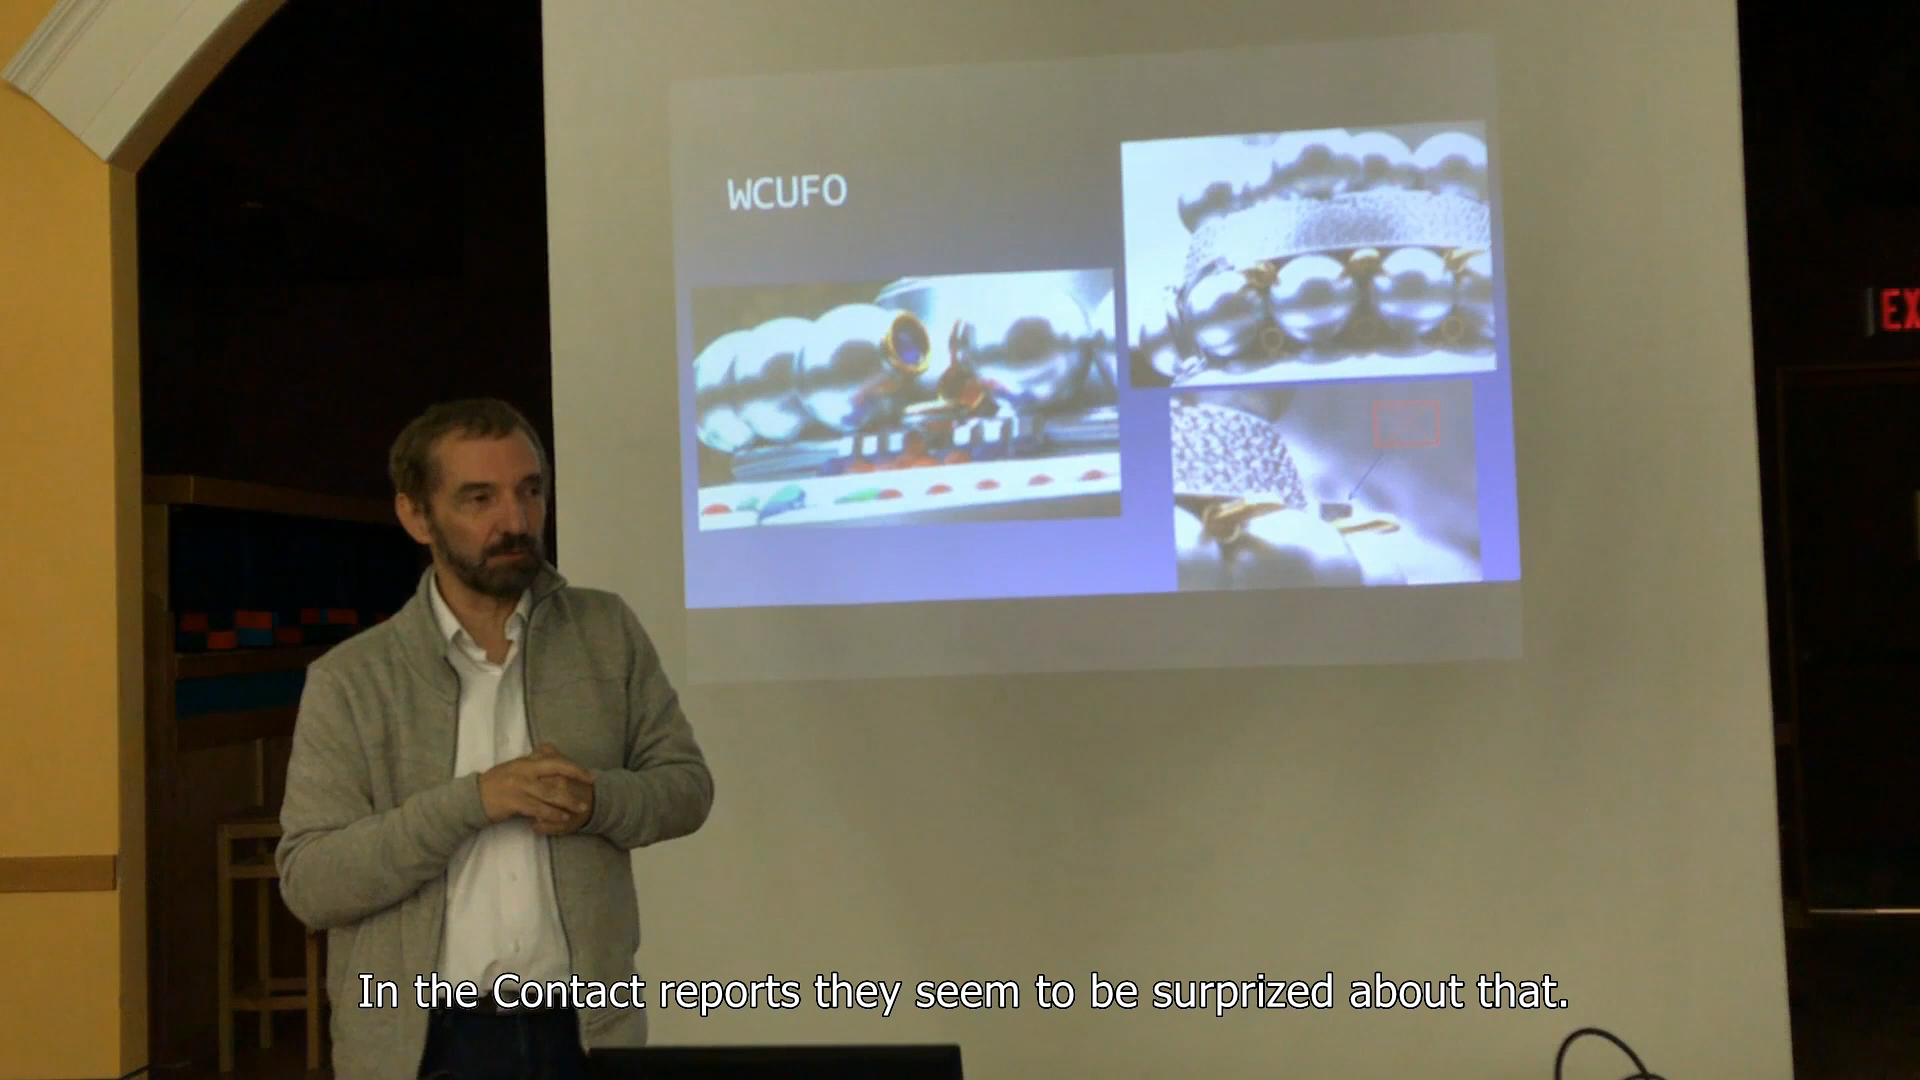 WCUFO
EX
In the Contact reports they seem to be surprized about that.